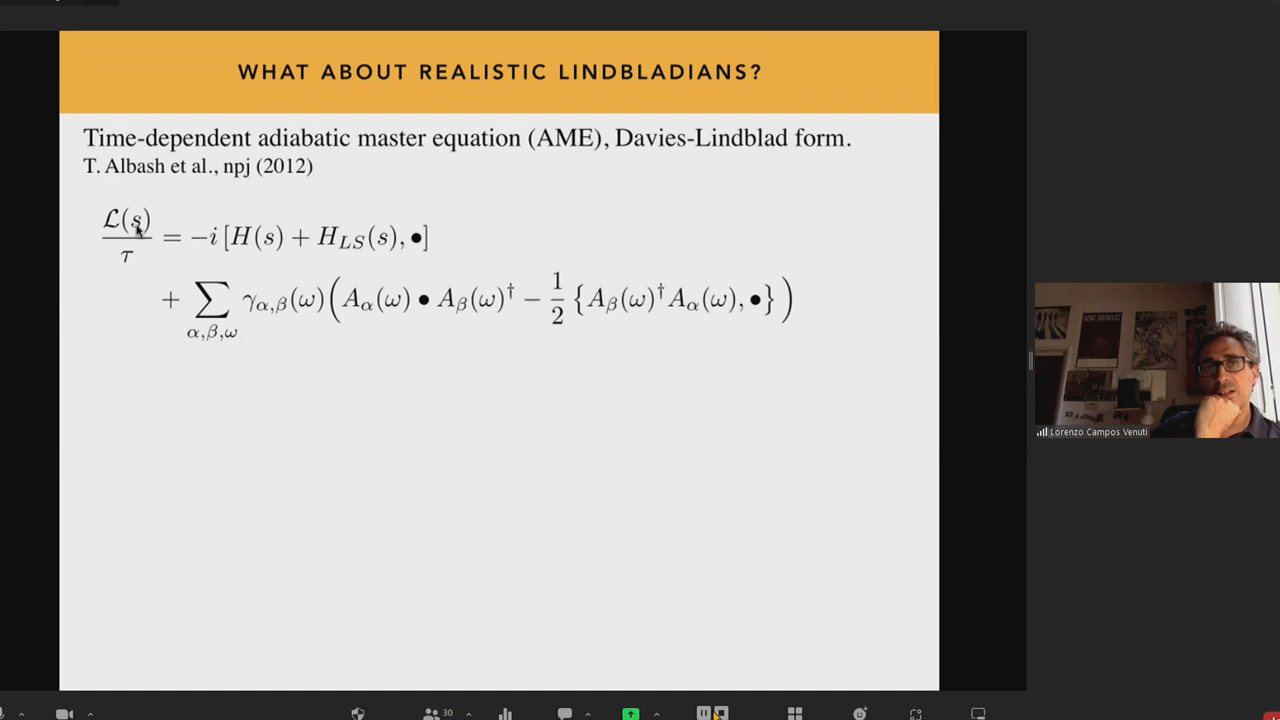 WHAT ABOUT REALISTIC LINDBLADIANS?
Time-dependent adiabatic master equation (AME), Davies-Lindblad form.
T. Albash et al., npj (2012)
ℒ(s)/τ = −i [H(s) + H_LS(s), •]
+ ∑_{α,β,ω} γ_{α,β}(ω) ( A_α(ω) • A_β(ω)† − 1/2 { A_β(ω)† A_α(ω), • } )
Lorenzo Campos Venuti
30